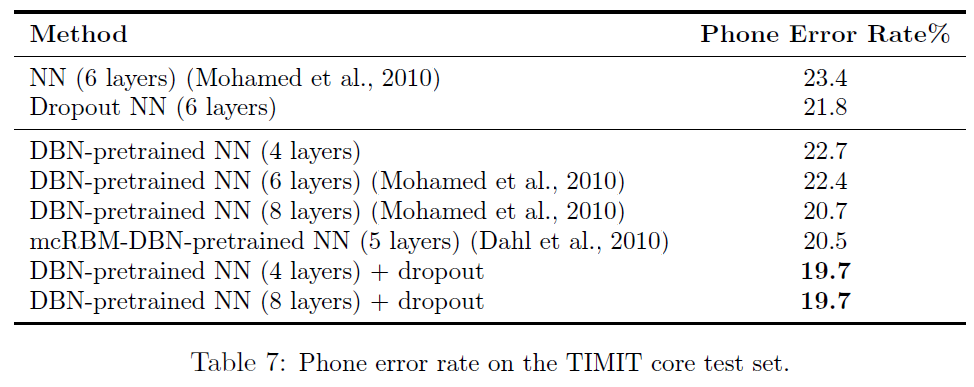 Method Phone Error Rate%
NN (6 layers) (Mohamed et al., 2010) 23.4
Dropout NN (6 layers) 21.8
DBN-pretrained NN (4 layers) 22.7
DBN-pretrained NN (6 layers) (Mohamed et al., 2010) 22.4
DBN-pretrained NN (8 layers) (Mohamed et al., 2010) 20.7
mcRBM-DBN-pretrained NN (5 layers) (Dahl et al., 2010) 20.5
DBN-pretrained NN (4 layers) + dropout 19.7
DBN-pretrained NN (8 layers) + dropout 19.7
Table 7: Phone error rate on the TIMIT core test set.